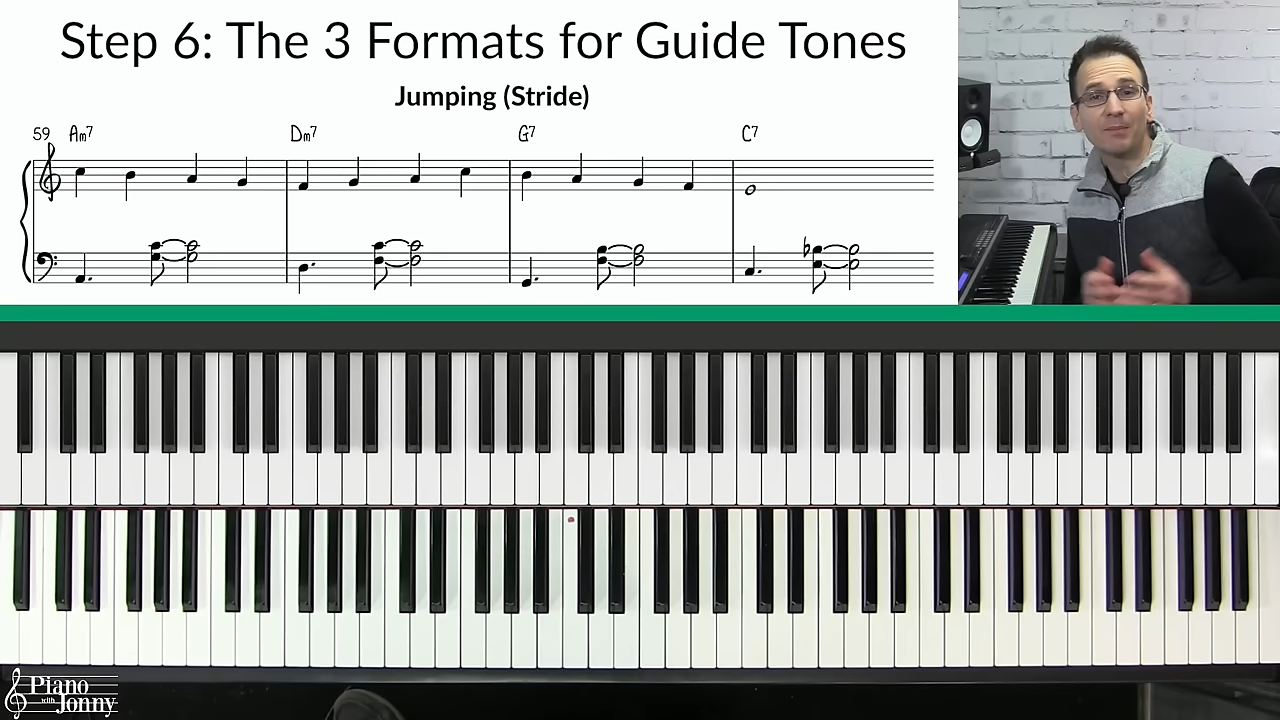 Step 6: The 3 Formats for Guide Tones
Jumping (Stride)
59 Am7 Dm7 G7 C7
Piano
with Jonny